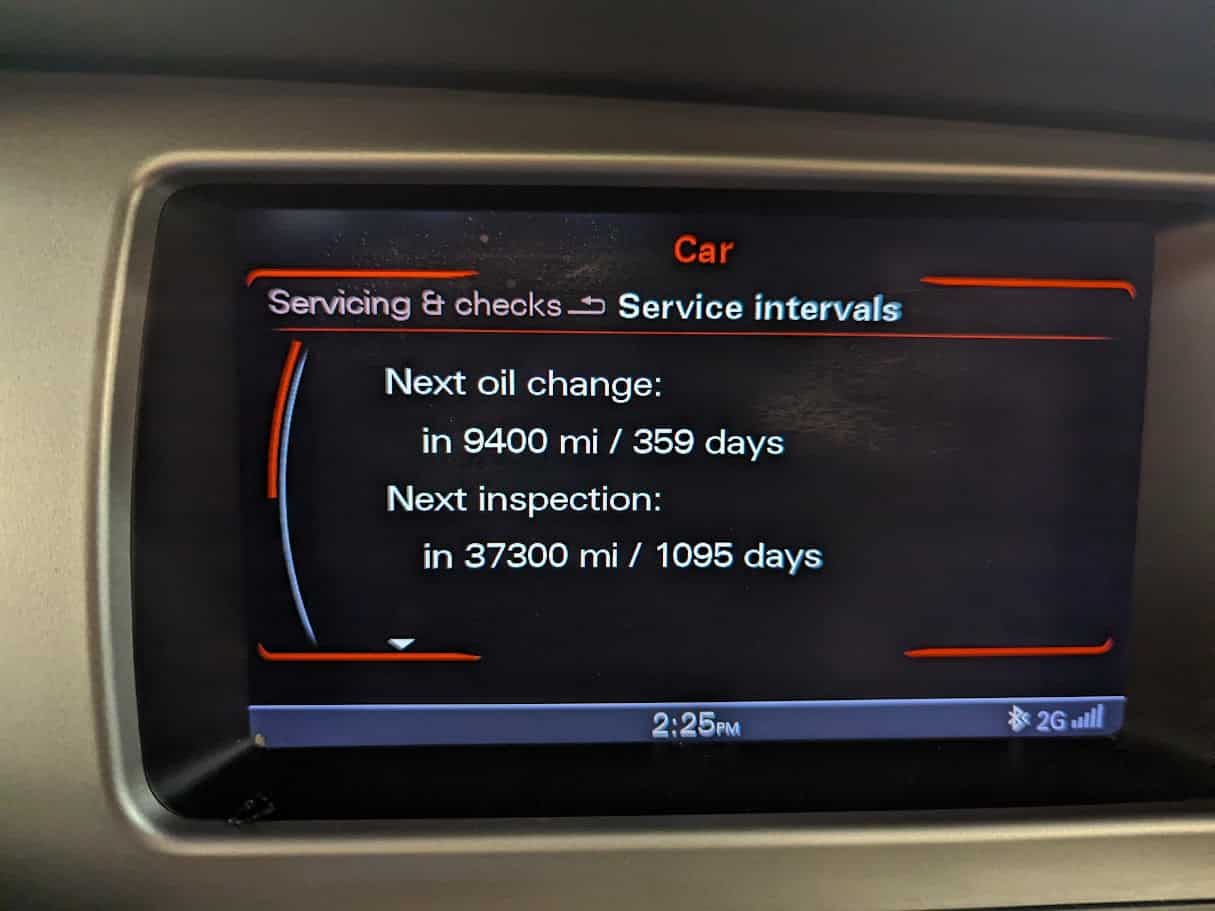 Car
Servicing & checks Service intervals
Next oil change:
in 9400 mi / 359 days
Next inspection:
in 37300 mi / 1095 days
2:25PM 2G